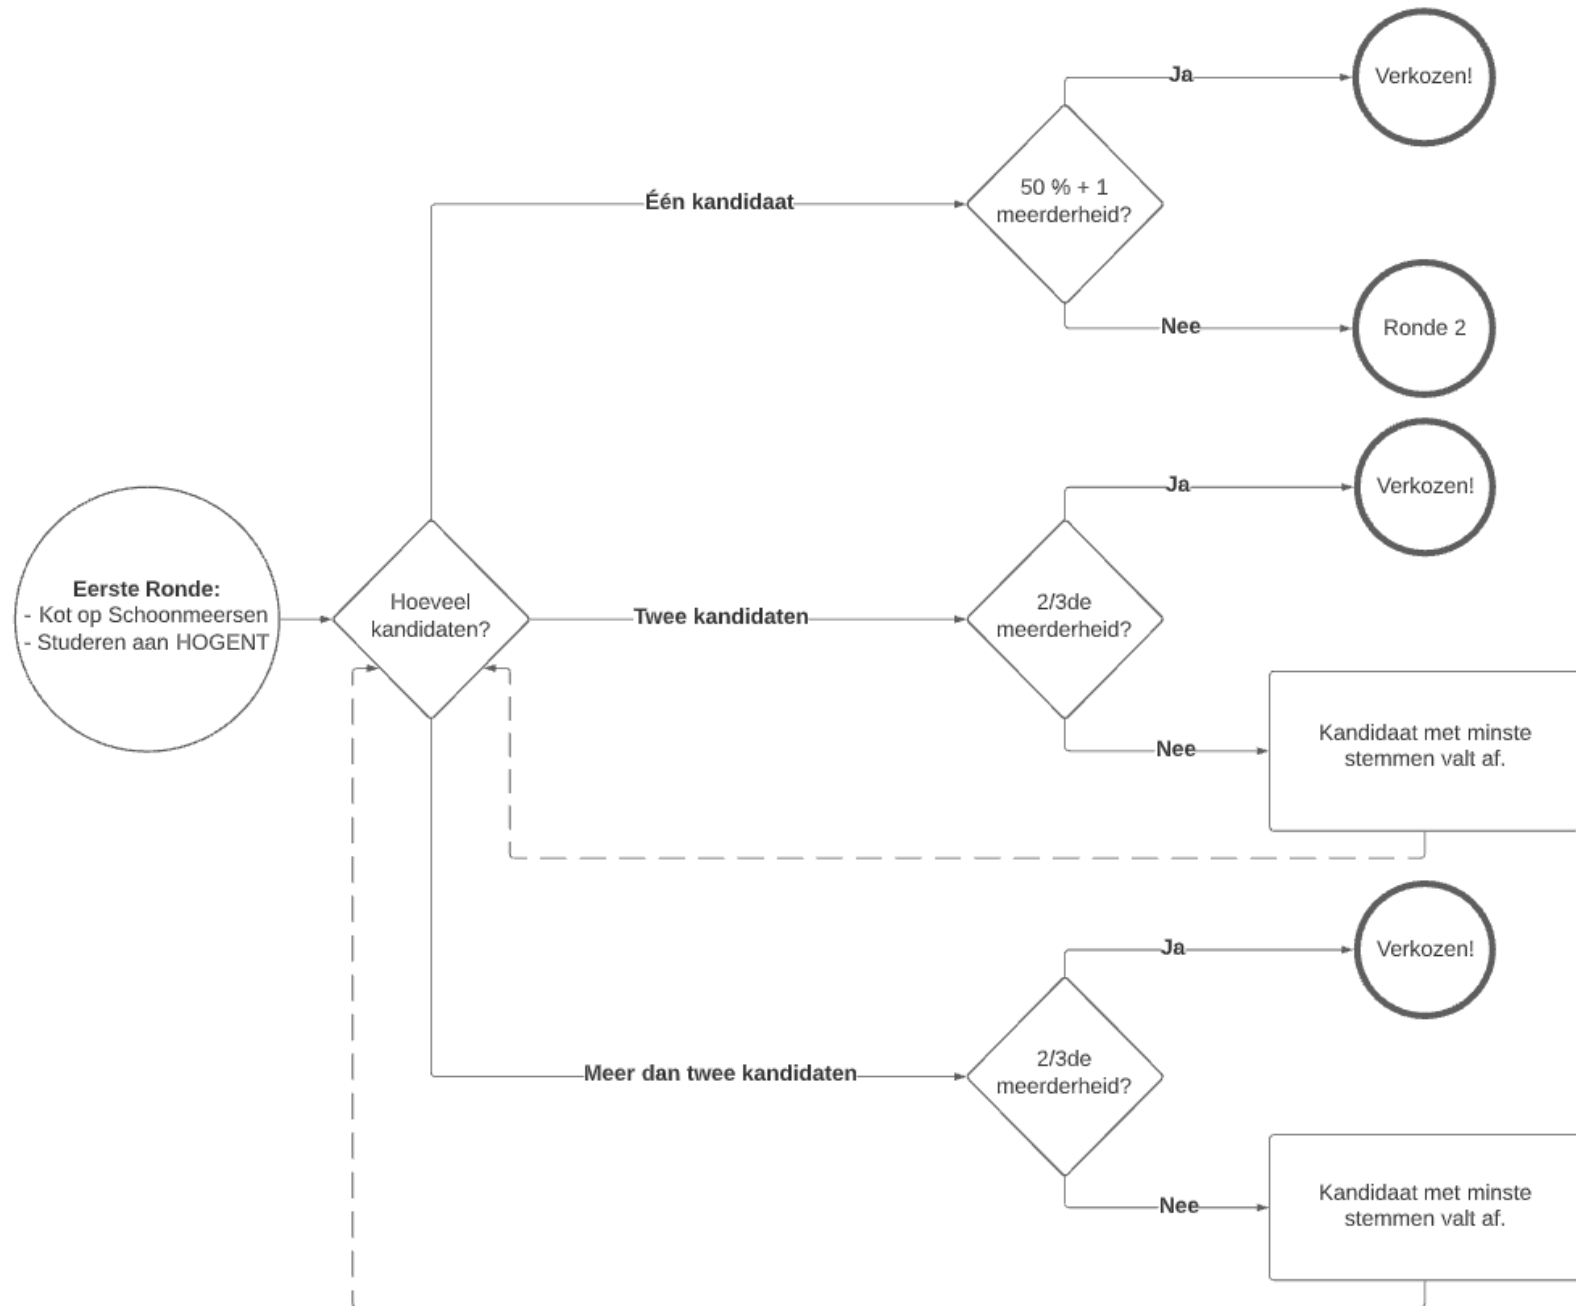 Ja
Verkozen!
50 % + 1
meerderheid?
Één kandidaat
Nee
Ronde 2
Ja
Verkozen!
Eerste Ronde:
- Kot op Schoonmeersen
- Studeren aan HOGENT
Hoeveel
kandidaten?
Twee kandidaten
2/3de
meerderheid?
Nee
Kandidaat met minste
stemmen valt af.
Ja
Verkozen!
Meer dan twee kandidaten
2/3de
meerderheid?
Nee
Kandidaat met minste
stemmen valt af.